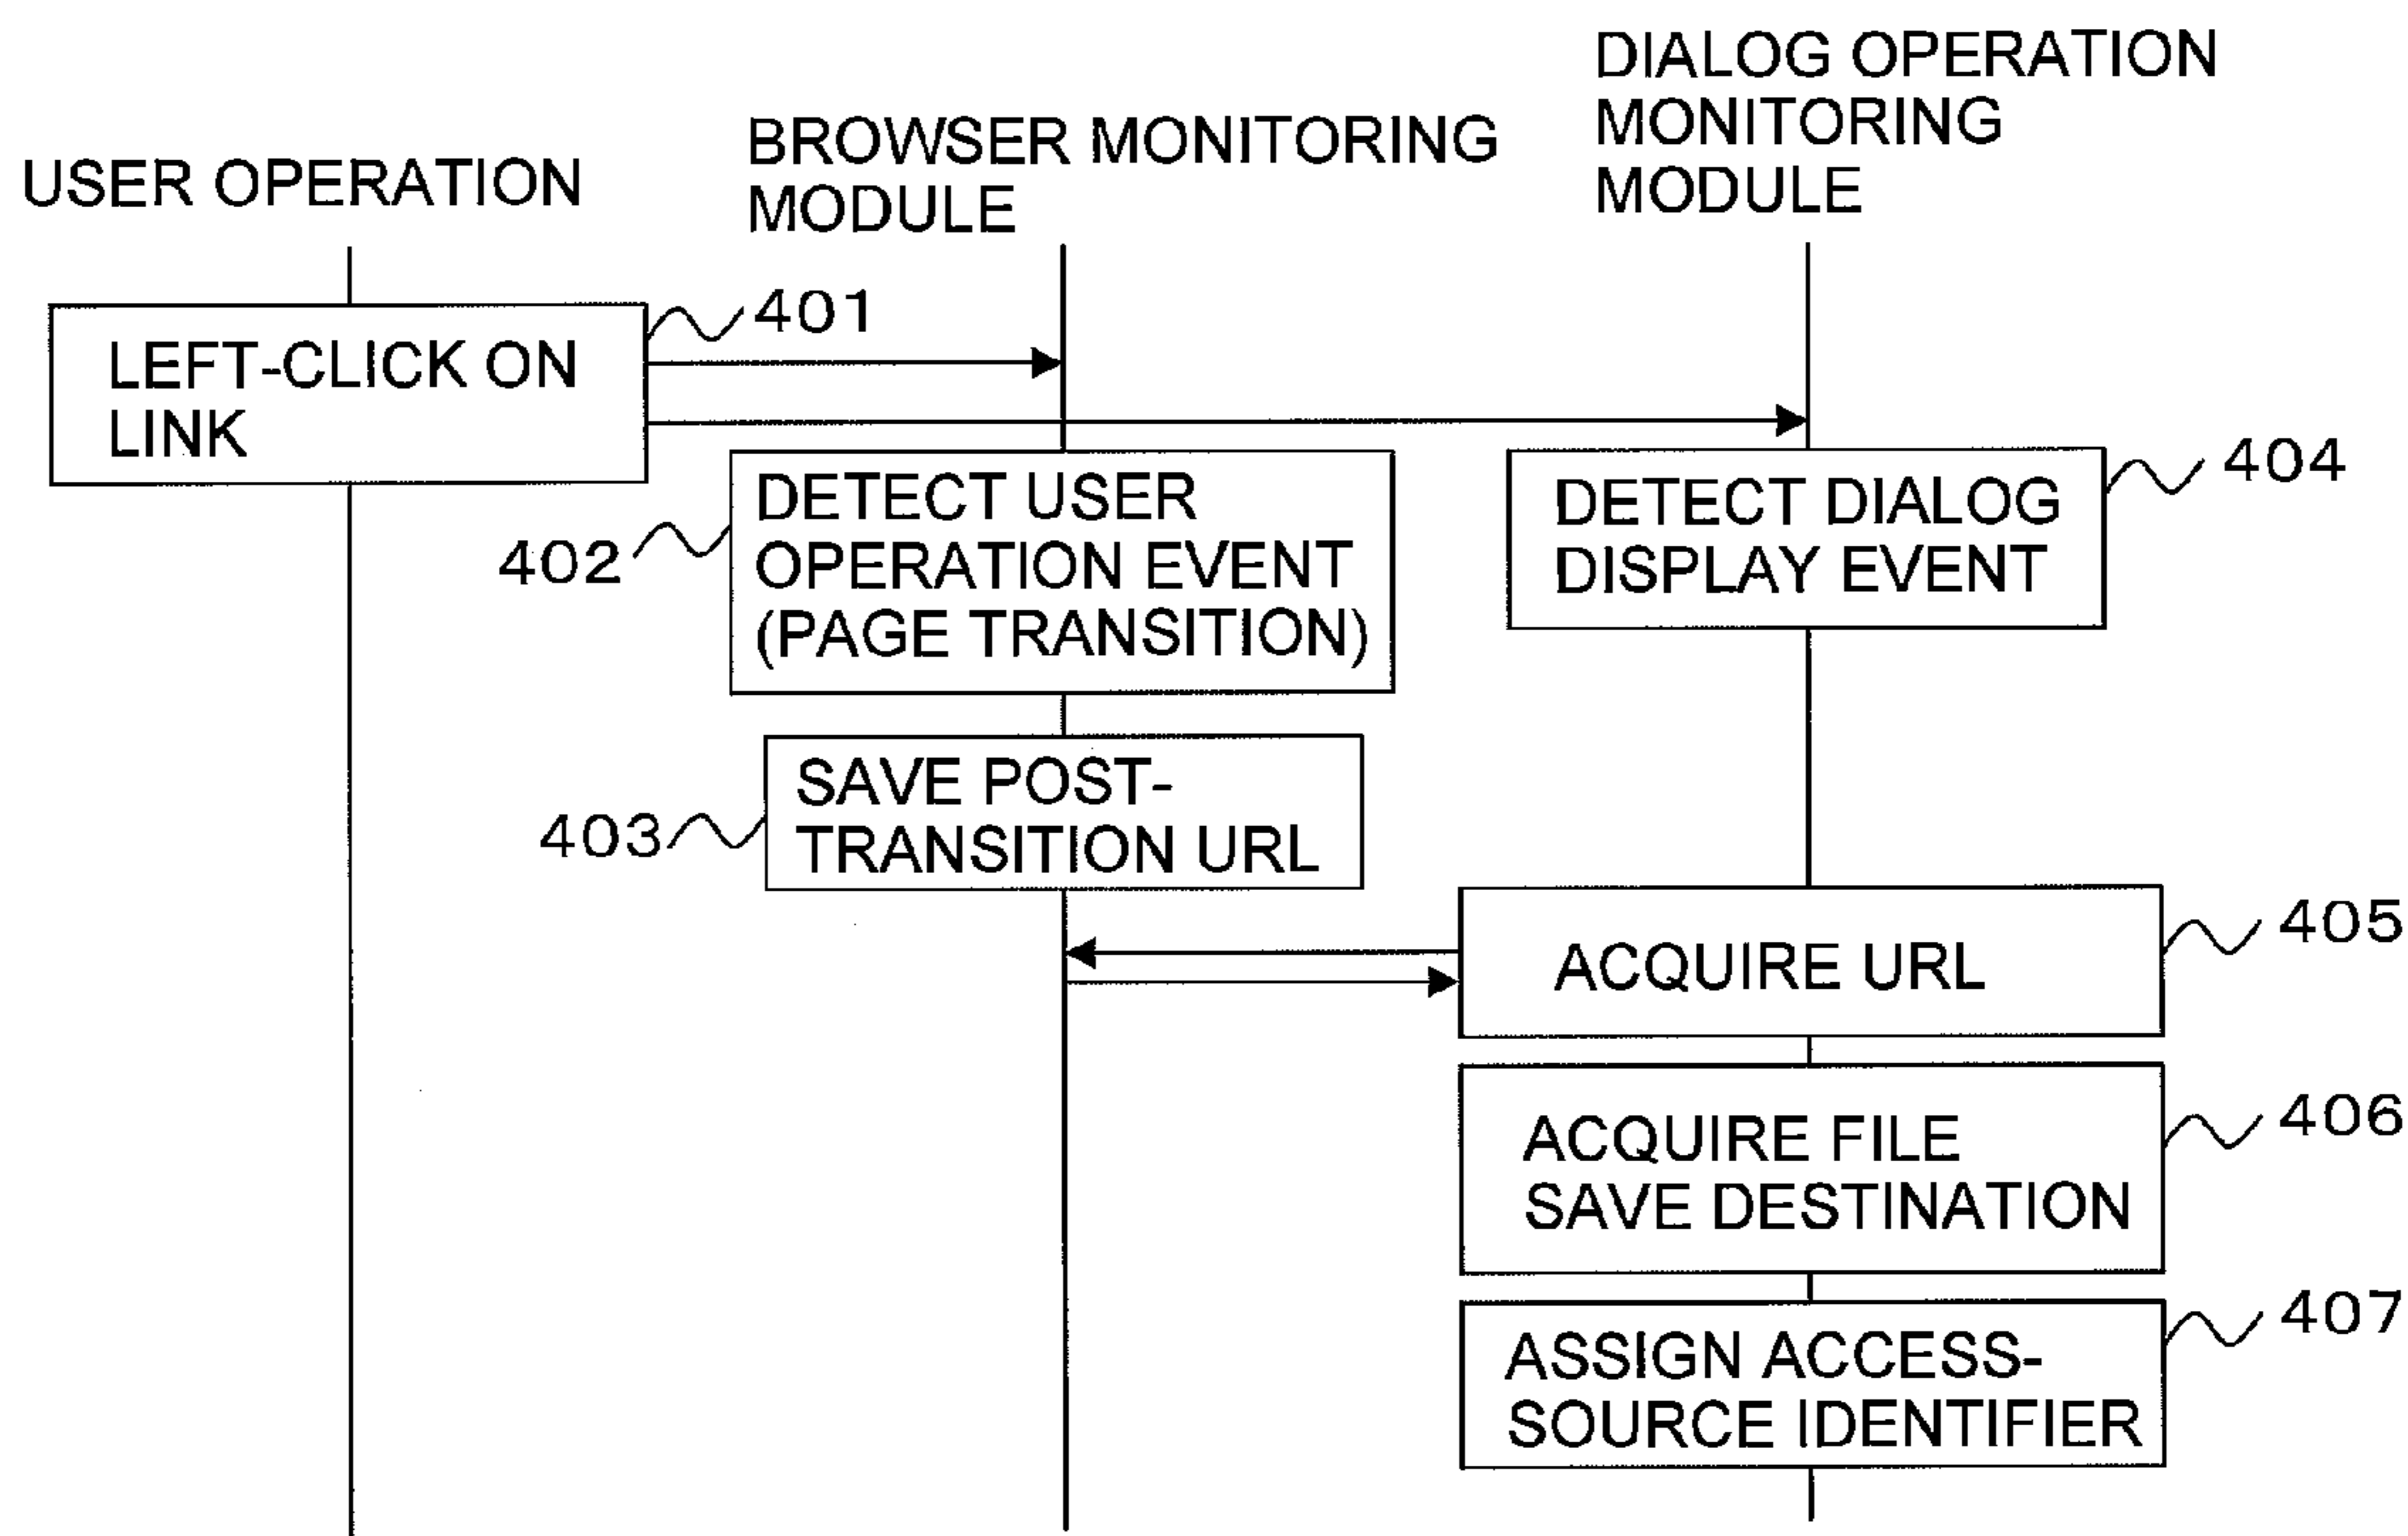 USER OPERATION
BROWSER MONITORING
MODULE
DIALOG OPERATION
MONITORING
MODULE
401
LEFT-CLICK ON
LINK
402
DETECT USER
OPERATION EVENT
(PAGE TRANSITION)
404
DETECT DIALOG
DISPLAY EVENT
403
SAVE POST-
TRANSITION URL
405
ACQUIRE URL
406
ACQUIRE FILE
SAVE DESTINATION
407
ASSIGN ACCESS-
SOURCE IDENTIFIER